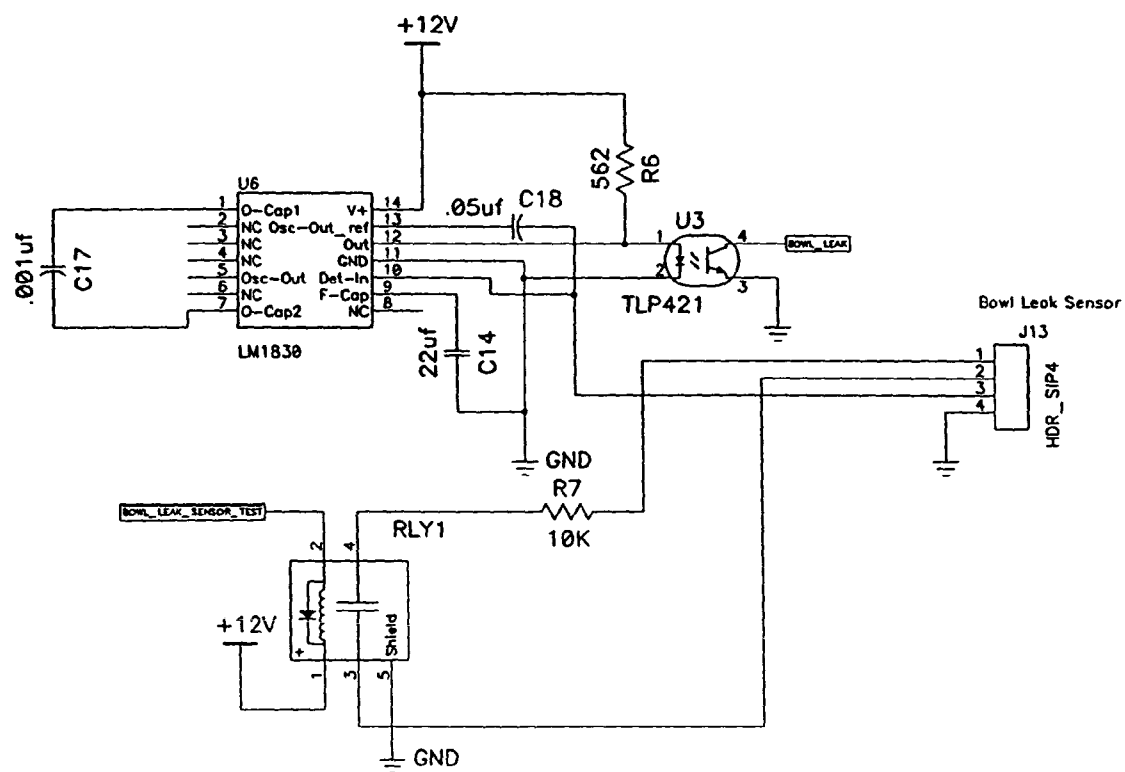 +12V
562
R6
U6
.05uf
C18
U3
1
O-Cap1
V+
14
2
NC
Osc-Out_ref
13
3
NC
Out
12
1
4
BOWL_LEAK
4
NC
GND
11
5
Osc-Out
Det-In
10
2
3
6
NC
F-Cap
9
7
O-Cap2
NC
8
.001uf
C17
TLP421
LM1830
22uf
C14
Bowl Leak Sensor
J13
1
2
3
4
HDR_SIP4
GND
R7
10K
BOWL_LEAK_SENSOR_TEST
RLY1
2
4
+12V
+
Shield
1
3
5
GND